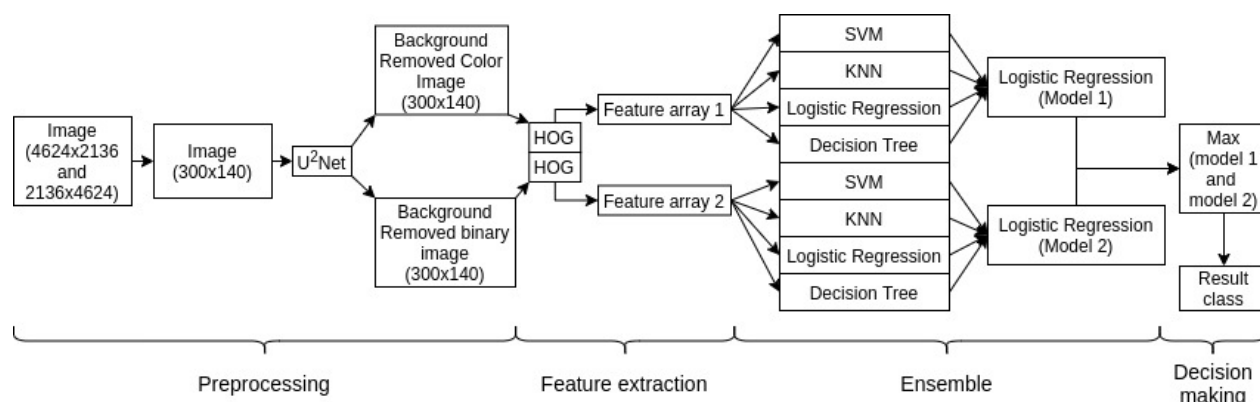 Image
(4624x2136
and
2136x4624)
Image
(300x140)
U²Net
Background
Removed Color
Image
(300x140)
Background
Removed binary
image
(300x140)
HOG
HOG
Feature array 1
Feature array 2
SVM
KNN
Logistic Regression
Decision Tree
SVM
KNN
Logistic Regression
Decision Tree
Logistic Regression
(Model 1)
Logistic Regression
(Model 2)
Max
(model 1
and
model 2)
Result
class
Preprocessing
Feature extraction
Ensemble
Decision
making